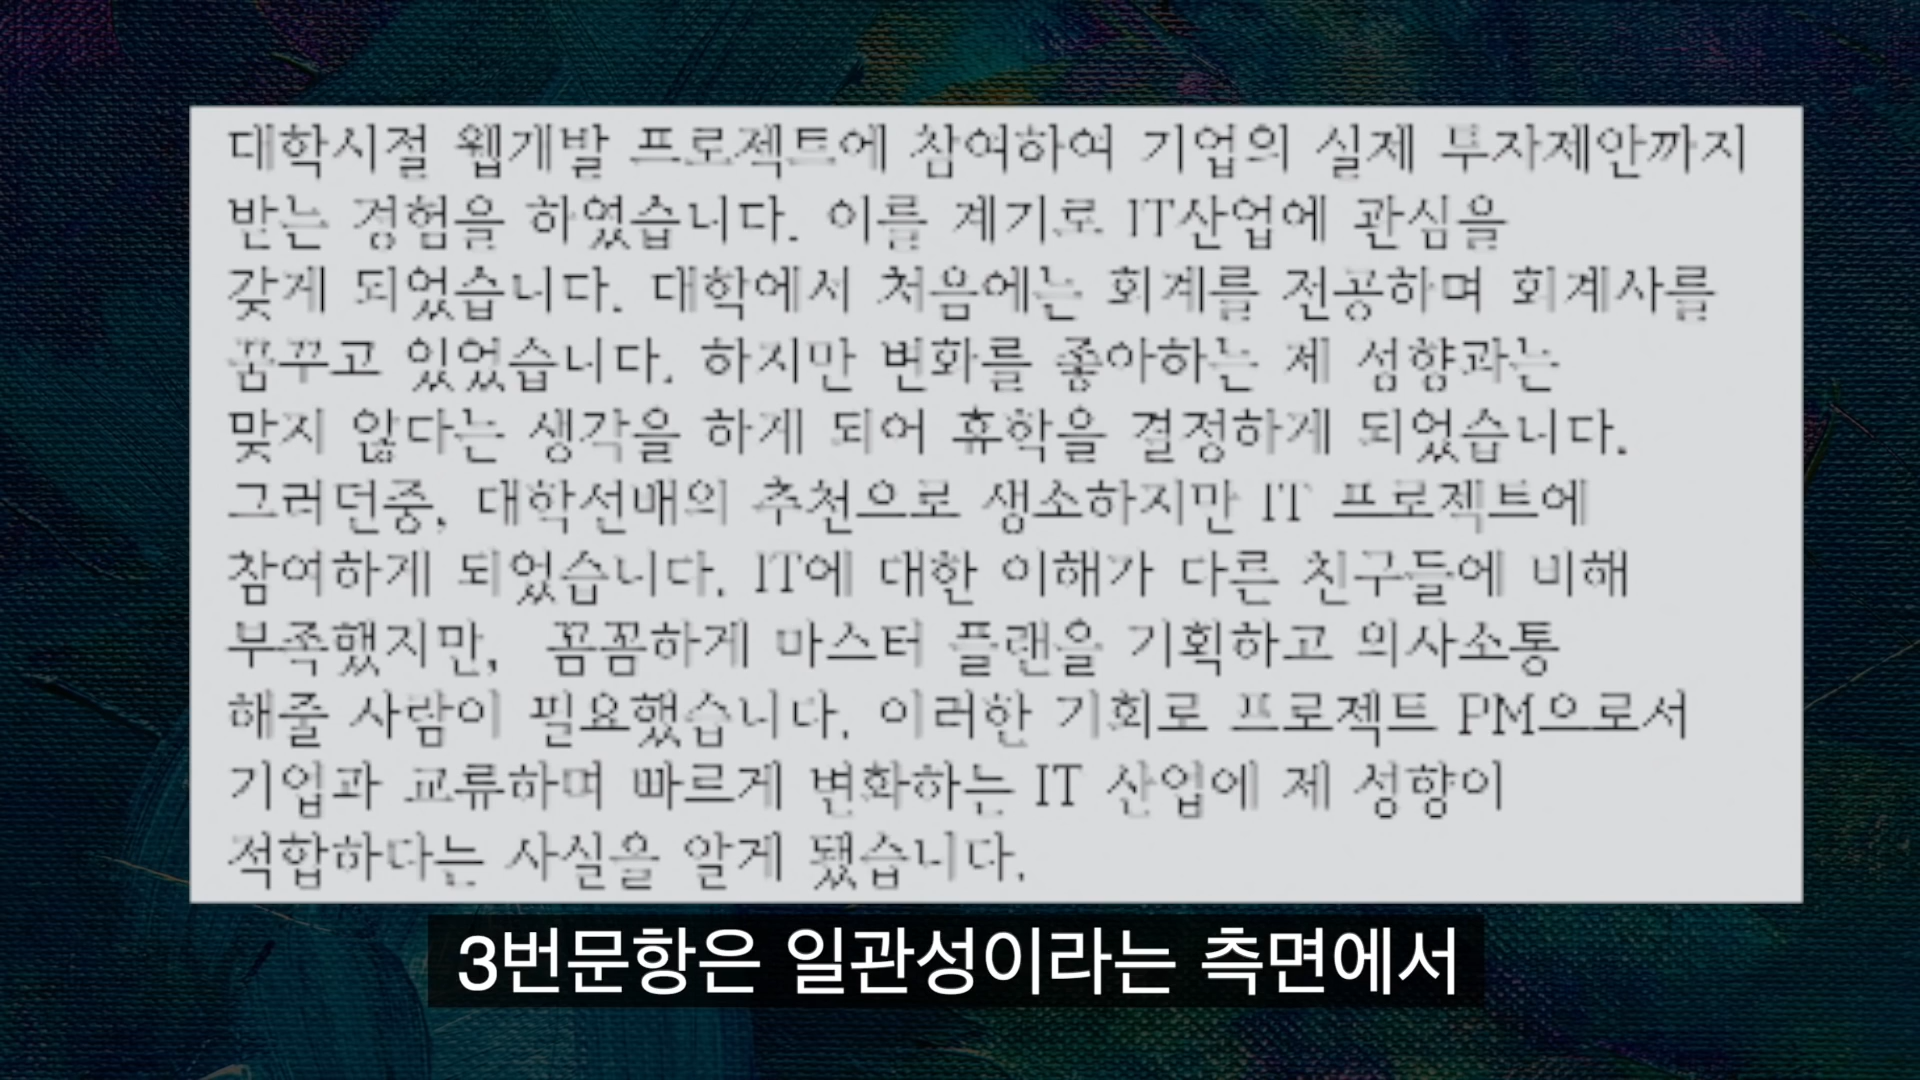 대학시절 웹개발 프로젝트에 참여하여 기업의 실제 투자제안까지
받는 경험을 하였습니다. 이를 계기로 IT산업에 관심을
갖게 되었습니다. 대학에서 처음에는 회계를 전공하며 회계사를
꿈꾸고 있었습니다. 하지만 변화를 좋아하는 제 성향과는
맞지 않다는 생각을 하게 되어 휴학을 결정하게 되었습니다.
그러던중, 대학선배의 추천으로 생소하지만 IT 프로젝트에
참여하게 되었습니다. IT에 대한 이해가 다른 친구들에 비해
부족했지만, 꼼꼼하게 마스터 플랜을 기획하고 의사소통
해줄 사람이 필요했습니다. 이러한 기회로 프로젝트 PM으로서
기업과 교류하며 빠르게 변화하는 IT 산업에 제 성향이
적합하다는 사실을 알게 됐습니다.
3번문항은 일관성이라는 측면에서